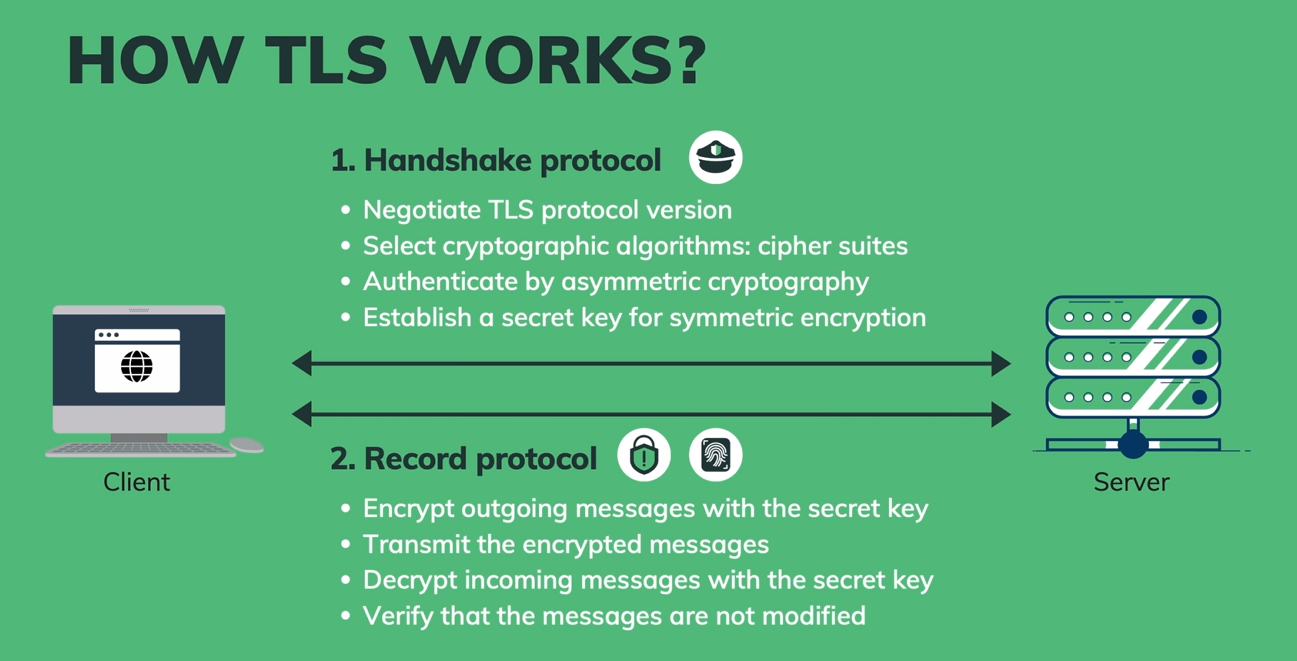 HOW TLS WORKS?
1. Handshake protocol
• Negotiate TLS protocol version
• Select cryptographic algorithms: cipher suites
• Authenticate by asymmetric cryptography
• Establish a secret key for symmetric encryption
Client
Server
2. Record protocol
• Encrypt outgoing messages with the secret key
• Transmit the encrypted messages
• Decrypt incoming messages with the secret key
• Verify that the messages are not modified